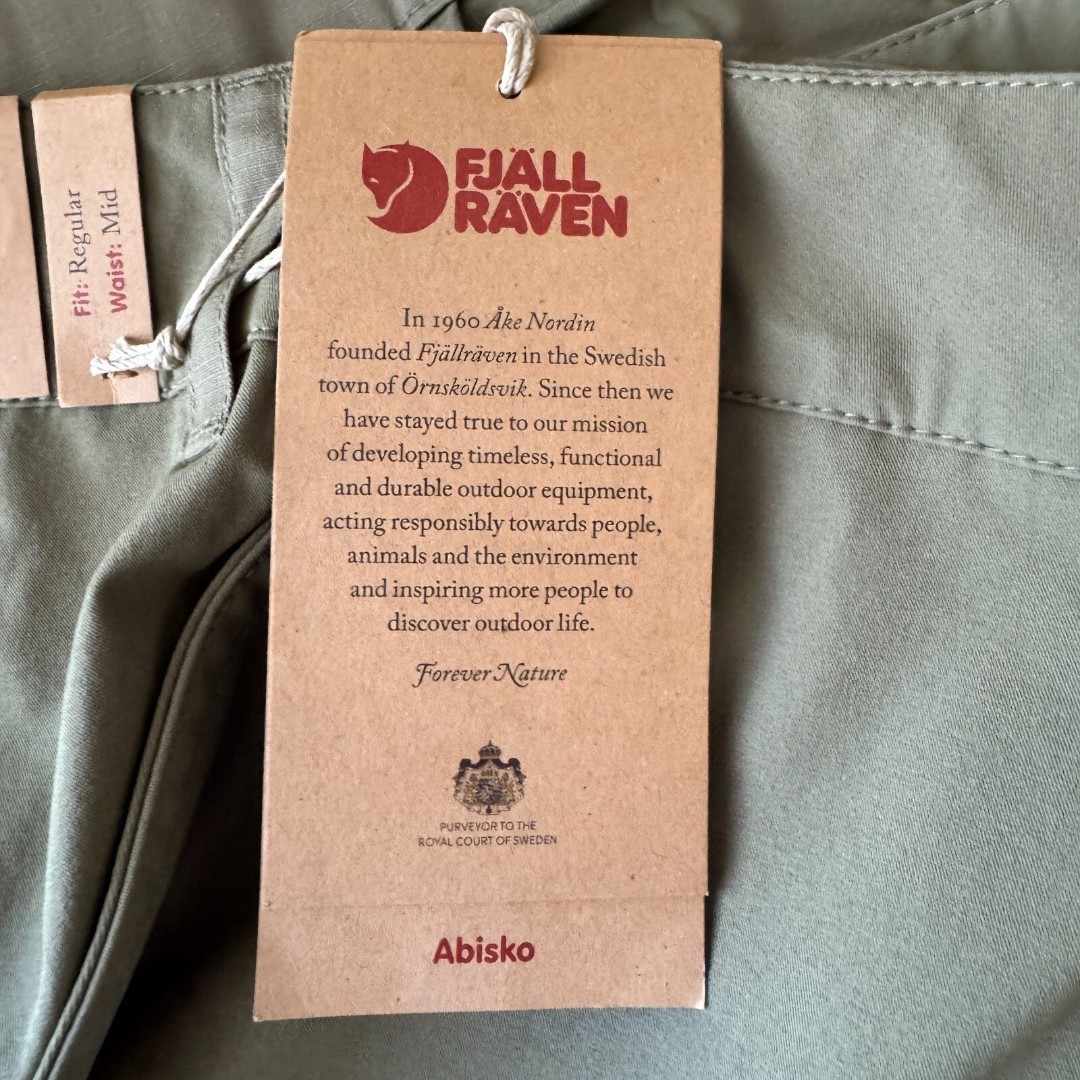 Fit: Regular
Waist: Mid
FJÄLL
RÄVEN
In 1960 Åke Nordin
founded Fjällräven in the Swedish
town of Örnsköldsvik. Since then we
have stayed true to our mission
of developing timeless, functional
and durable outdoor equipment,
acting responsibly towards people,
animals and the environment
and inspiring more people to
discover outdoor life.
Forever Nature
PURVEYOR TO THE
ROYAL COURT OF SWEDEN
Abisko